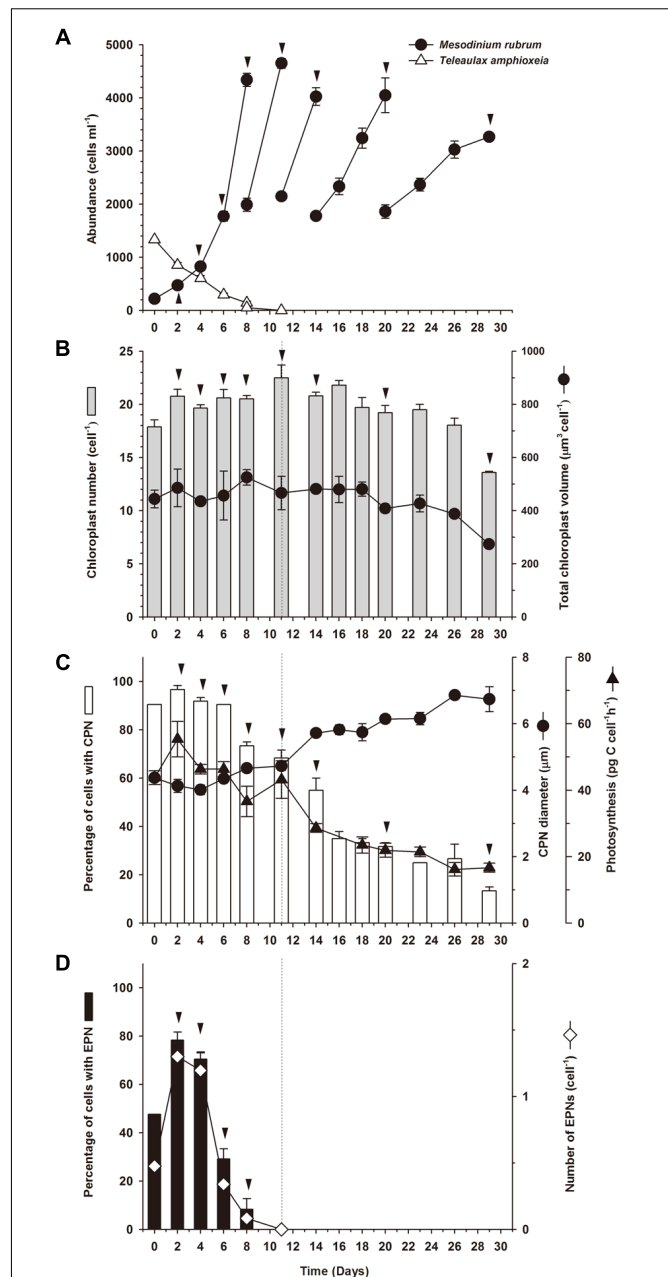 A
Mesodinium rubrum
Teleaulax amphioxeia
Abundance (cells ml⁻¹)
5000
4000
3000
2000
1000
0
0 2 4 6 8 10 12 14 16 18 20 22 24 26 28 30
B
Chloroplast number (cell⁻¹)
25
20
15
10
5
0
1000
800
600
400
200
0
Total chloroplast volume (μm³ cell⁻¹)
0 2 4 6 8 10 12 14 16 18 20 22 24 26 28 30
C
Percentage of cells with CPN
100
80
60
40
20
0
8
6
4
2
0
CPN diameter (μm)
80
60
40
20
0
Photosynthesis (pg C cell⁻¹h⁻¹)
0 2 4 6 8 10 12 14 16 18 20 22 24 26 28 30
D
Percentage of cells with EPN
100
80
60
40
20
0
2
1
0
Number of EPNs (cell⁻¹)
0 2 4 6 8 10 12 14 16 18 20 22 24 26 28 30
Time (Days)